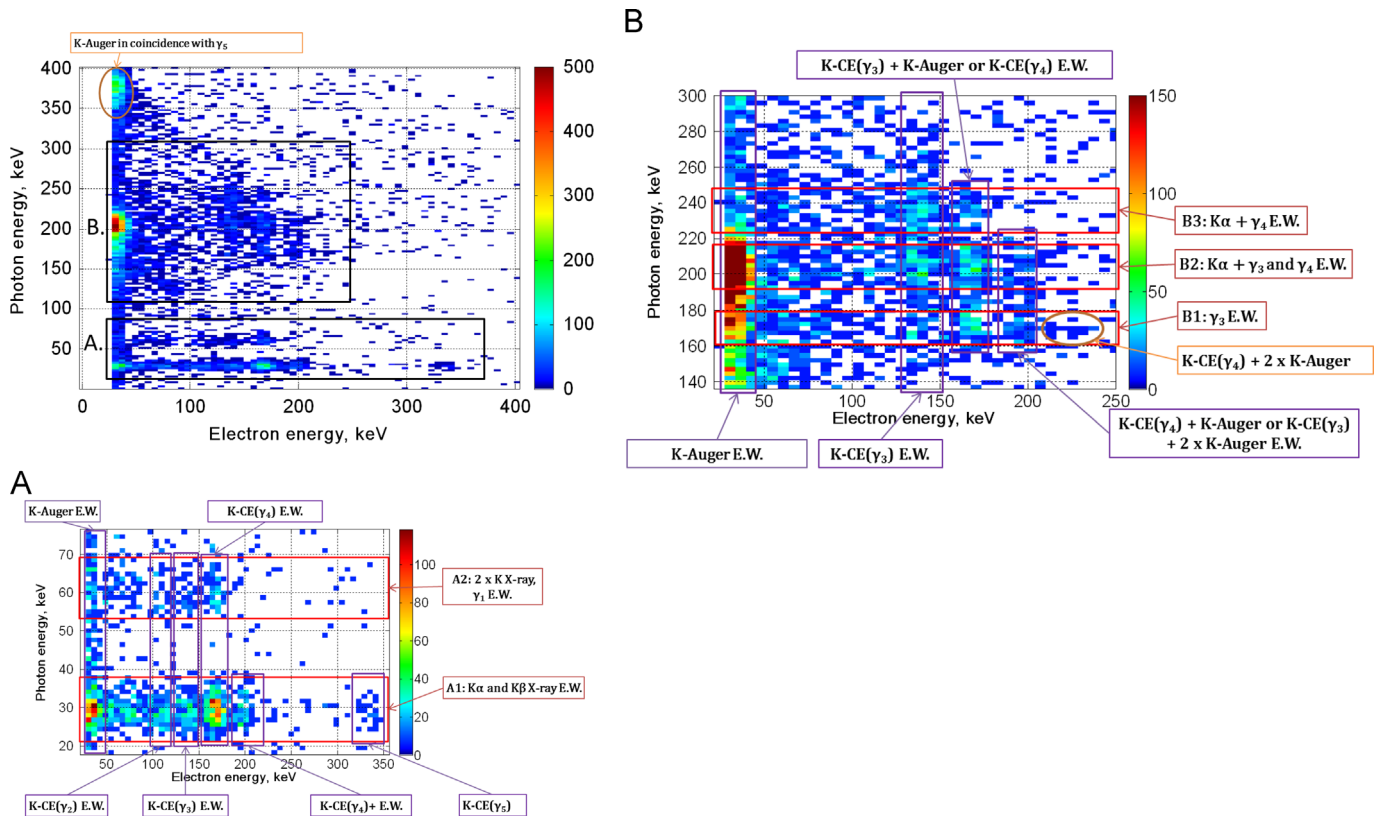 K-Auger in coincidence with γ5
400
350
300
250
200
150
100
50
Photon energy, keV
B.
A.
0
100
200
300
400
Electron energy, keV
500
400
300
200
100
0
B
K-CE(γ3) + K-Auger or K-CE(γ4) E.W.
300
280
260
240
220
200
180
160
140
Photon energy, keV
50
100
150
200
250
Electron energy, keV
150
100
50
0
B3: Kα + γ4 E.W.
B2: Kα + γ3 and γ4 E.W.
B1: γ3 E.W.
K-CE(γ4) + 2 x K-Auger
K-CE(γ4) + K-Auger or K-CE(γ3)
+ 2 x K-Auger E.W.
K-Auger E.W.
K-CE(γ3) E.W.
A
K-Auger E.W.
K-CE(γ4) E.W.
70
60
50
40
30
20
Photon energy, keV
50
100
150
200
250
300
350
Electron energy, keV
100
80
60
40
20
0
A2: 2 x K X-ray,
γ1 E.W.
A1: Kα and Kβ X-ray E.W.
K-CE(γ2) E.W.
K-CE(γ3) E.W.
K-CE(γ4)+ E.W.
K-CE(γ5)